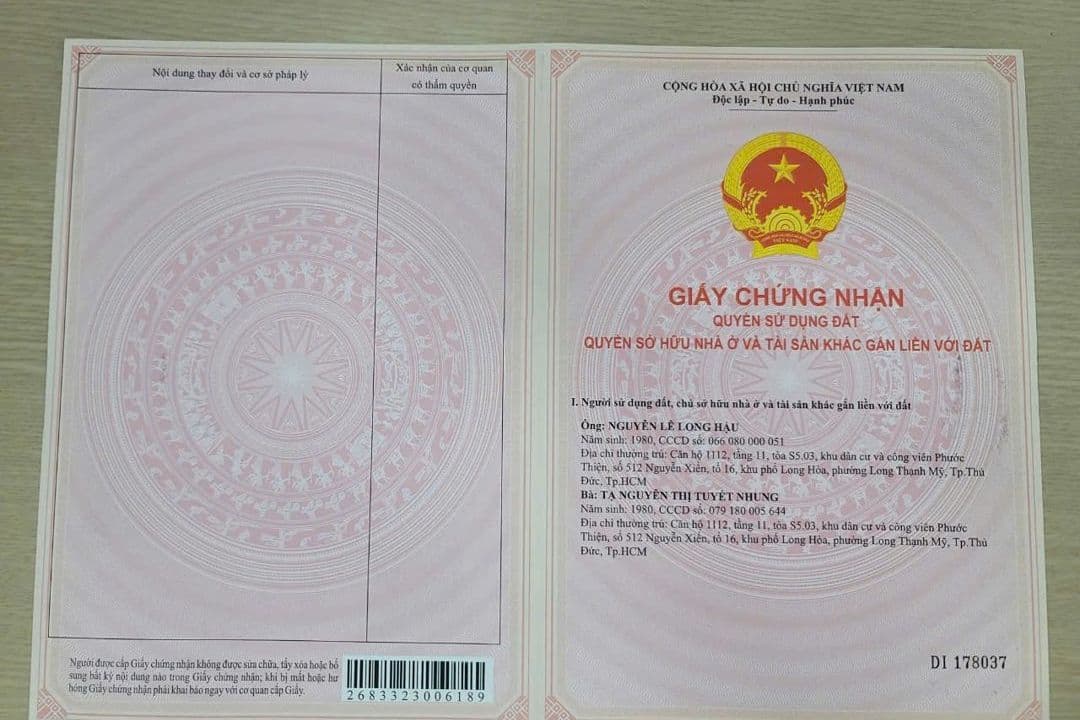 Nội dung thay đổi và cơ sở pháp lý
Xác nhận của cơ quan
có thẩm quyền
Người được cấp Giấy chứng nhận không được sửa chữa, tẩy xóa hoặc bổ
sung bất kỳ nội dung nào trong Giấy chứng nhận; khi bị mất hoặc hư
hỏng Giấy chứng nhận phải khai báo ngay với cơ quan cấp Giấy.
2683323006189
CỘNG HÒA XÃ HỘI CHỦ NGHĨA VIỆT NAM
Độc lập - Tự do - Hạnh phúc
VIỆT NAM
GIẤY CHỨNG NHẬN
QUYỀN SỬ DỤNG ĐẤT
QUYỀN SỞ HỮU NHÀ Ở VÀ TÀI SẢN KHÁC GẮN LIỀN VỚI ĐẤT
I. Người sử dụng đất, chủ sở hữu nhà ở và tài sản khác gắn liền với đất
Ông: NGUYỄN LÊ LONG HẬU
Năm sinh: 1980, CCCD số: 066 080 000 051
Địa chỉ thường trú: Căn hộ 1112, tầng 11, tòa S5.03, khu dân cư và công viên Phước
Thiện, số 512 Nguyễn Xiển, tổ 16, khu phố Long Hòa, phường Long Thạnh Mỹ, Tp.Thủ
Đức, Tp.HCM
Bà: TẠ NGUYỄN THỊ TUYẾT NHUNG
Năm sinh: 1980, CCCD số: 079 180 005 644
Địa chỉ thường trú: Căn hộ 1112, tầng 11, tòa S5.03, khu dân cư và công viên Phước
Thiện, số 512 Nguyễn Xiển, tổ 16, khu phố Long Hòa, phường Long Thạnh Mỹ, Tp.Thủ
Đức, Tp.HCM
DI 178037